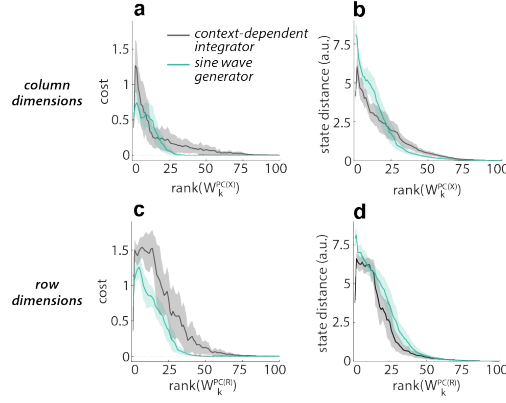 a
b
context-dependent
integrator
sine wave
generator
column
dimensions
cost
1.5
1
0.5
0
0
25
50
75
100
rank(W_k^PC(X))
state distance (a.u.)
7.5
5
2.5
0
0
25
50
75
100
rank(W_k^PC(X))
c
d
row
dimensions
cost
1.5
1
0.5
0
0
25
50
75
100
rank(W_k^PC(R))
state distance (a.u.)
7.5
5
2.5
0
0
25
50
75
100
rank(W_k^PC(R))